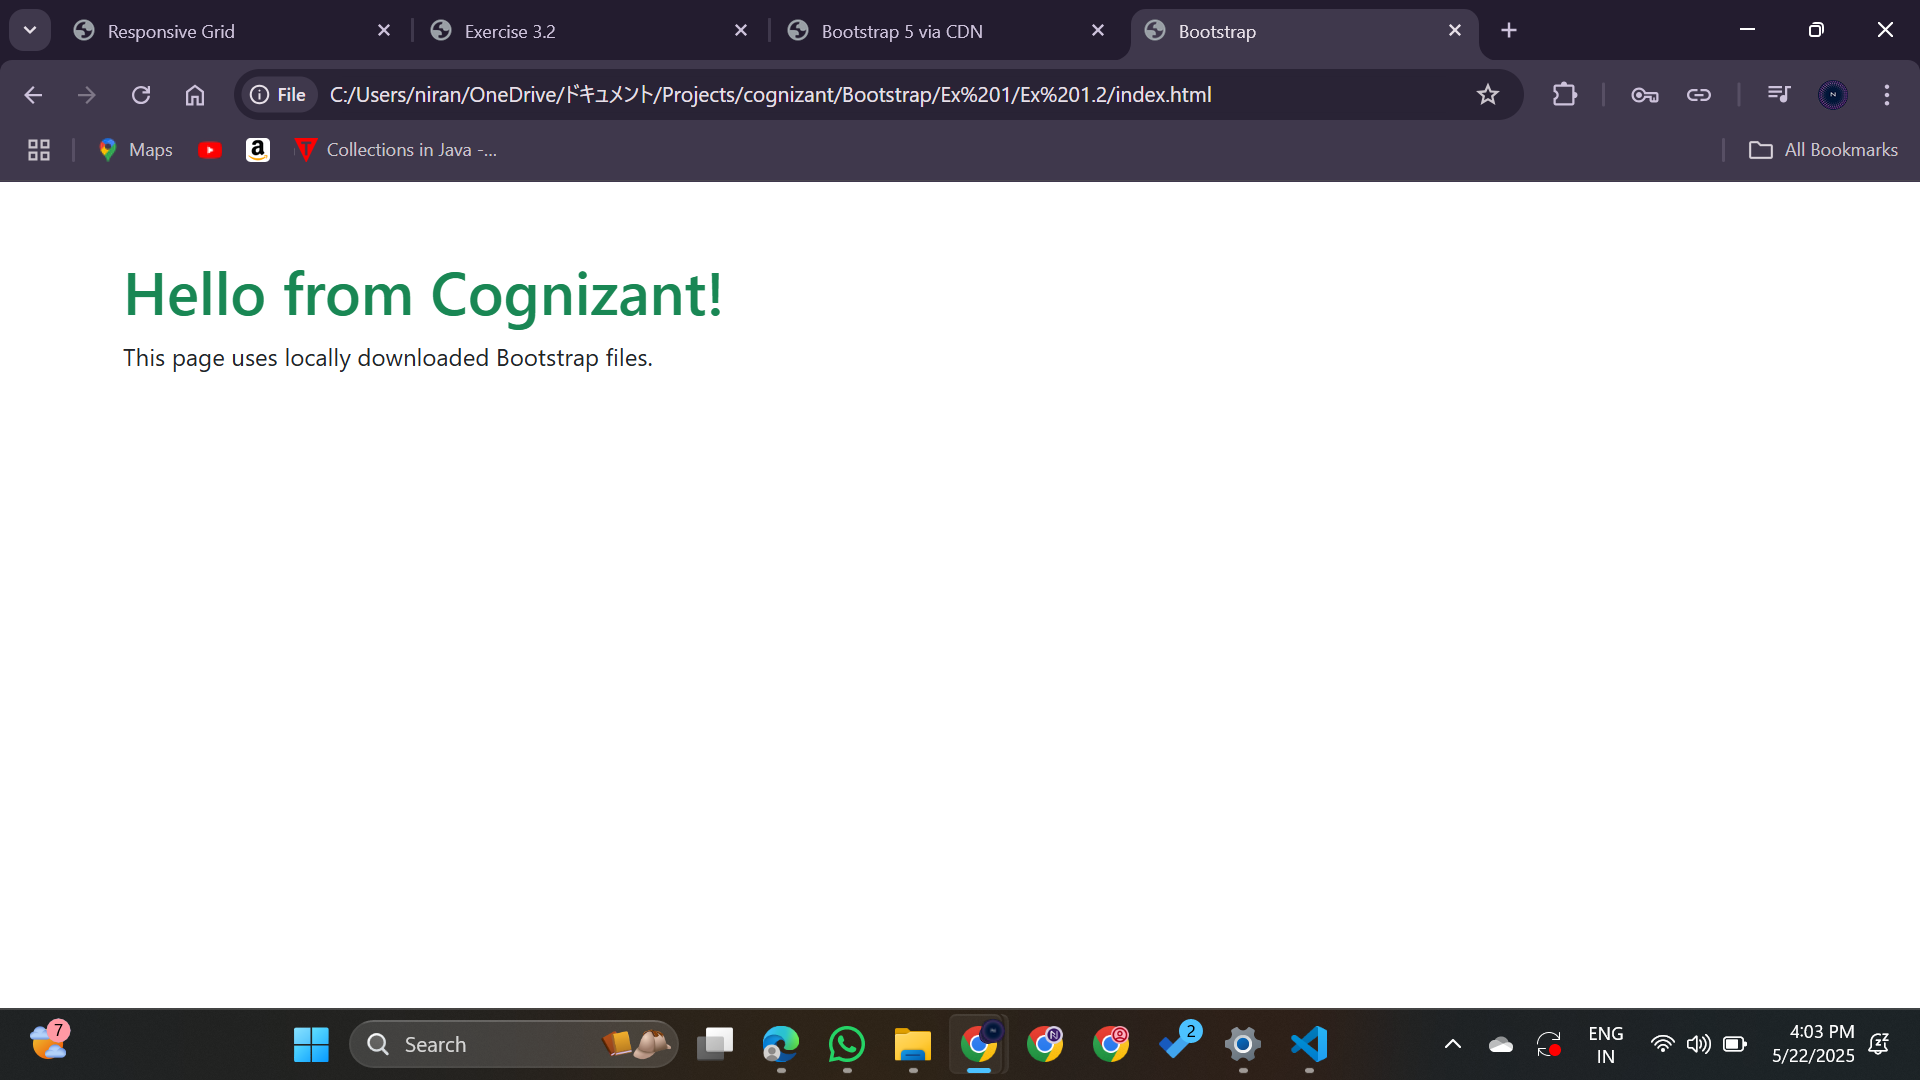 Responsive Grid
Exercise 3.2
Bootstrap 5 via CDN
Bootstrap
File
C:/Users/niran/OneDrive/ドキュメント/Projects/cognizant/Bootstrap/Ex%201/Ex%201.2/index.html
N
Maps
a
T
Collections in Java -...
All Bookmarks
Hello from Cognizant!
This page uses locally downloaded Bootstrap files.
7
Search
N
2
ENG
IN
4:03 PM
5/22/2025